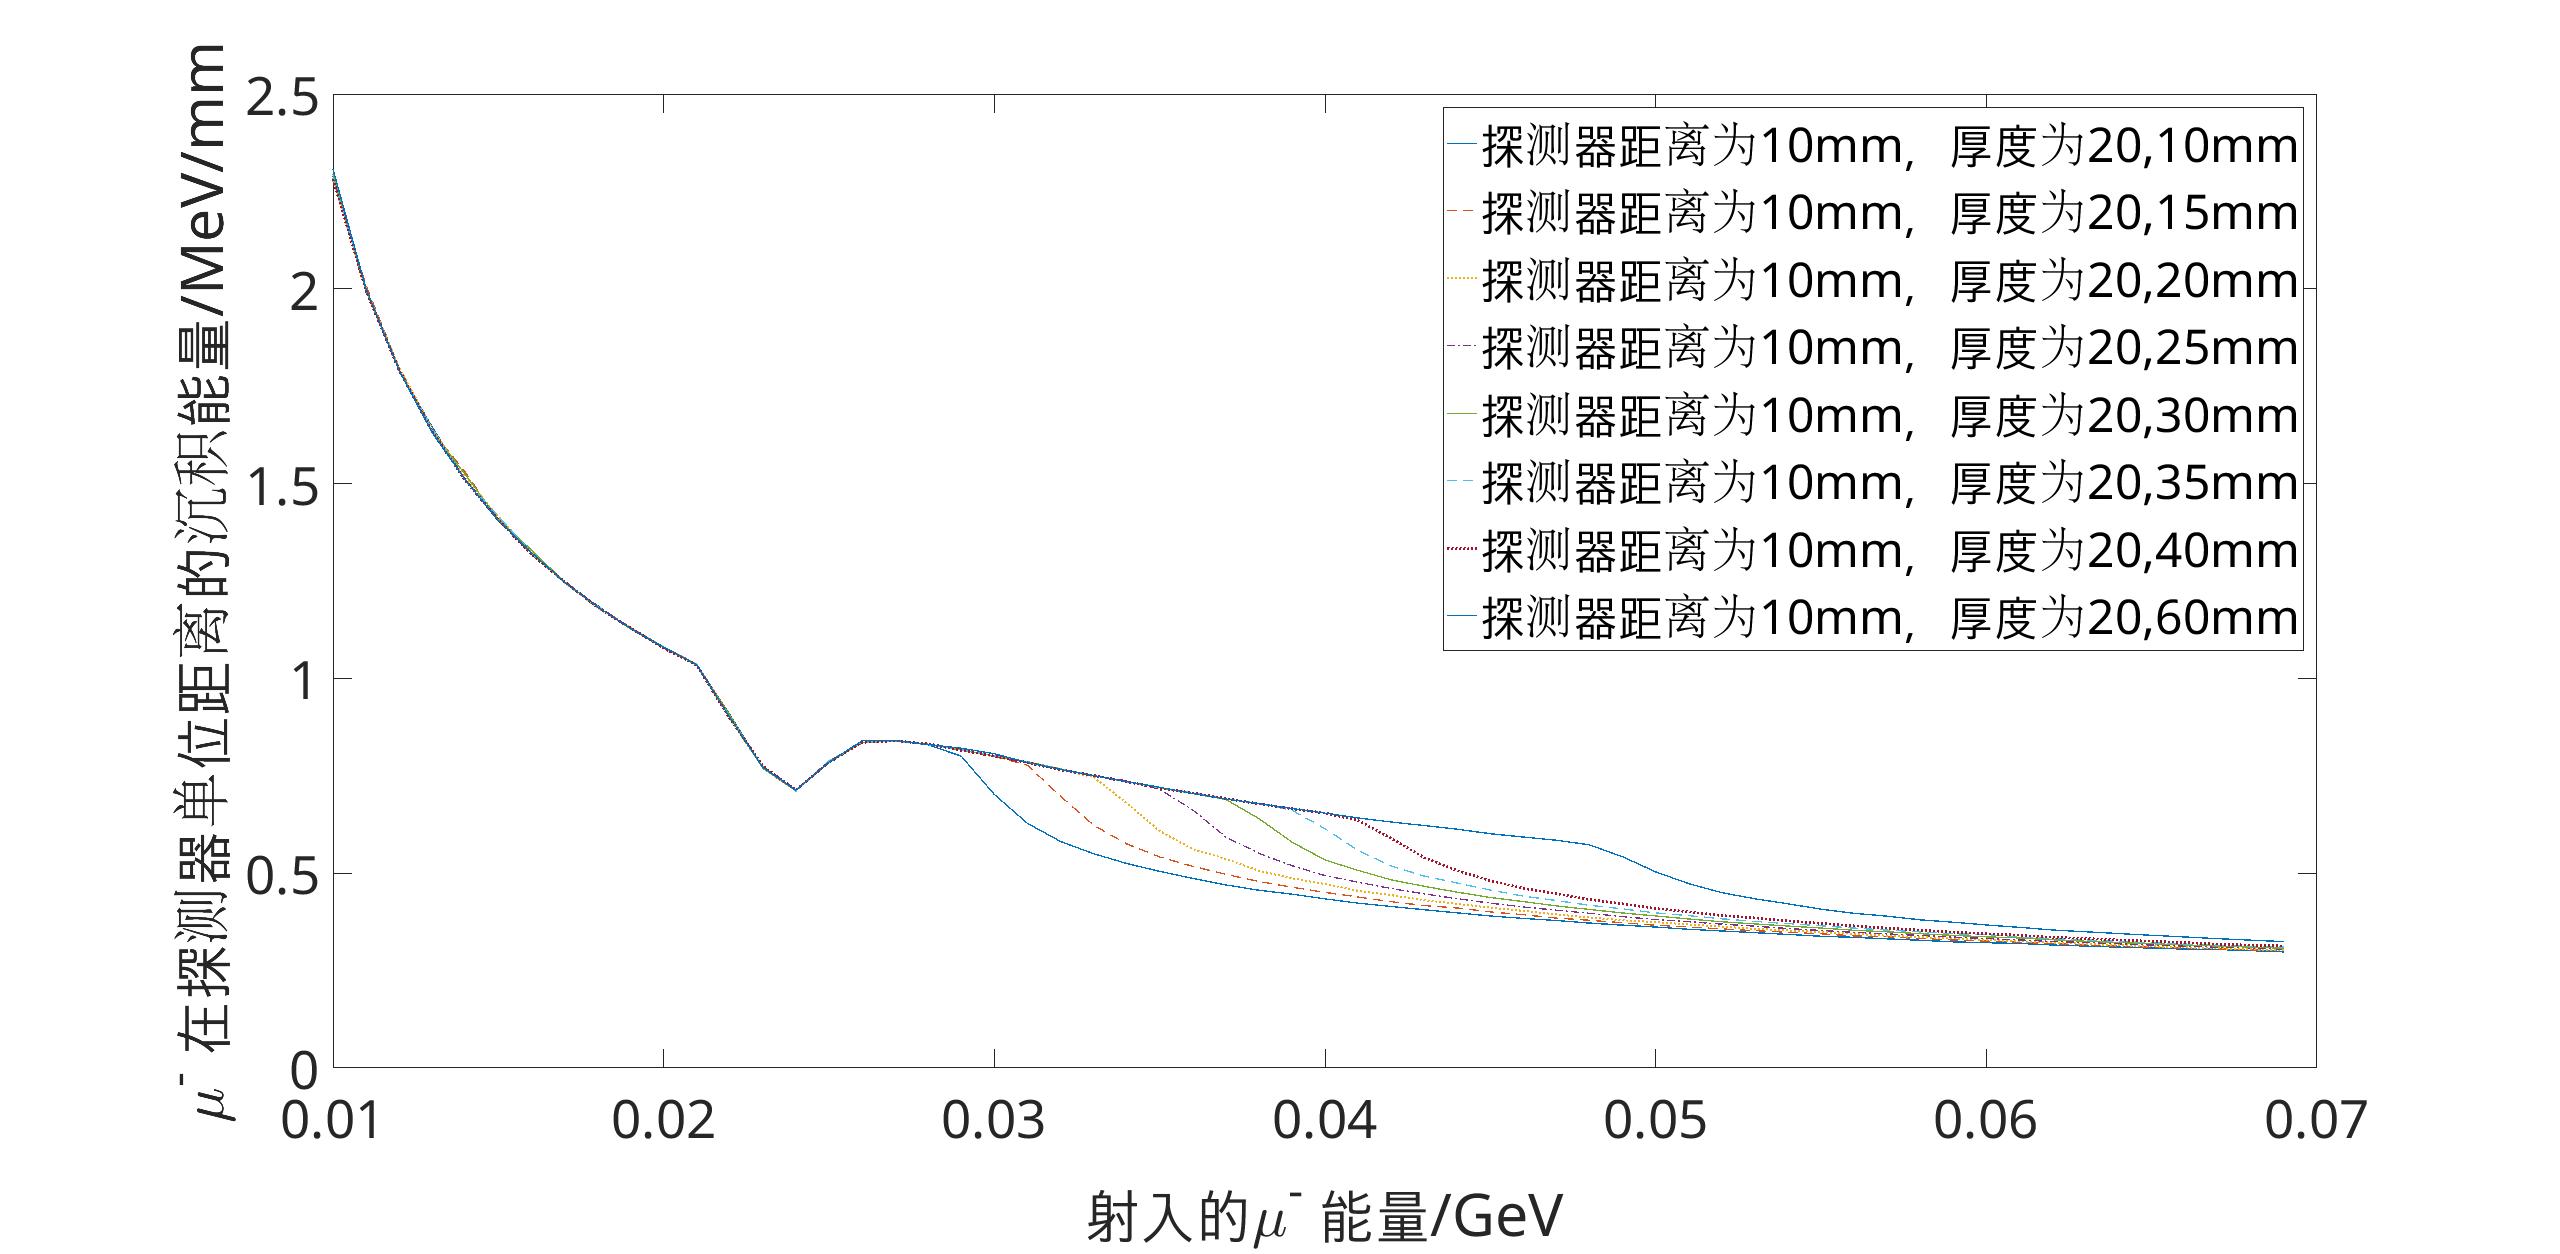 μ⁻ 在探测器单位距离的沉积能量/MeV/mm
2.5
2
1.5
1
0.5
0
探测器距离为10mm，厚度为20,10mm
探测器距离为10mm，厚度为20,15mm
探测器距离为10mm，厚度为20,20mm
探测器距离为10mm，厚度为20,25mm
探测器距离为10mm，厚度为20,30mm
探测器距离为10mm，厚度为20,35mm
探测器距离为10mm，厚度为20,40mm
探测器距离为10mm，厚度为20,60mm
0.01 0.02 0.03 0.04 0.05 0.06 0.07
射入的μ⁻ 能量/GeV